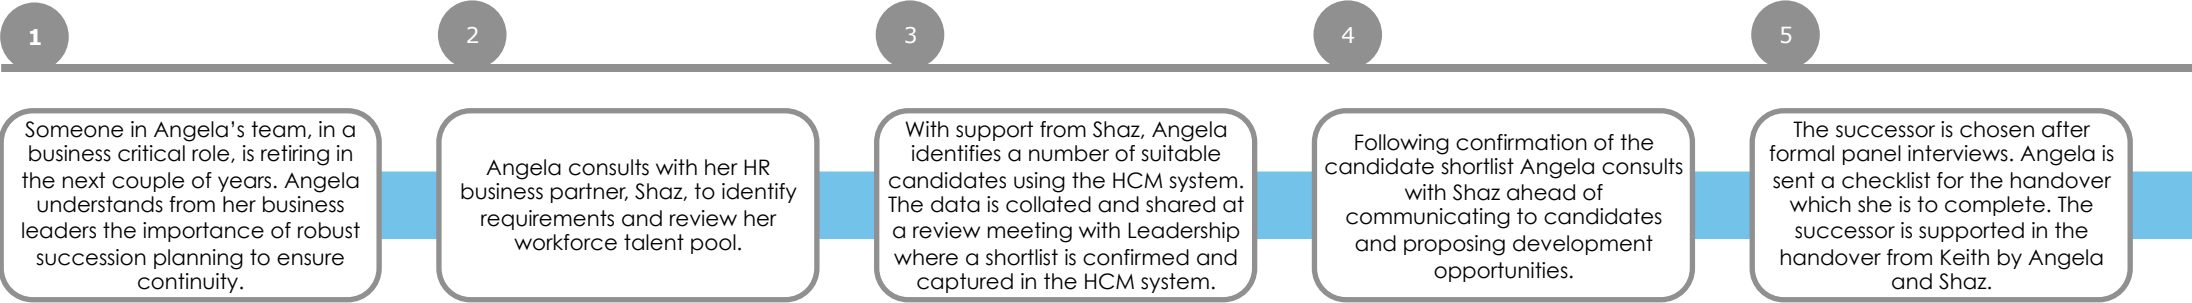 1
2
3
4
5
Someone in Angela’s team, in a
business critical role, is retiring in
the next couple of years. Angela
understands from her business
leaders the importance of robust
succession planning to ensure
continuity.
Angela consults with her HR
business partner, Shaz, to identify
requirements and review her
workforce talent pool.
With support from Shaz, Angela
identifies a number of suitable
candidates using the HCM system.
The data is collated and shared at
a review meeting with Leadership
where a shortlist is confirmed and
captured in the HCM system.
Following confirmation of the
candidate shortlist Angela consults
with Shaz ahead of
communicating to candidates
and proposing development
opportunities.
The successor is chosen after
formal panel interviews. Angela is
sent a checklist for the handover
which she is to complete. The
successor is supported in the
handover from Keith by Angela
and Shaz.